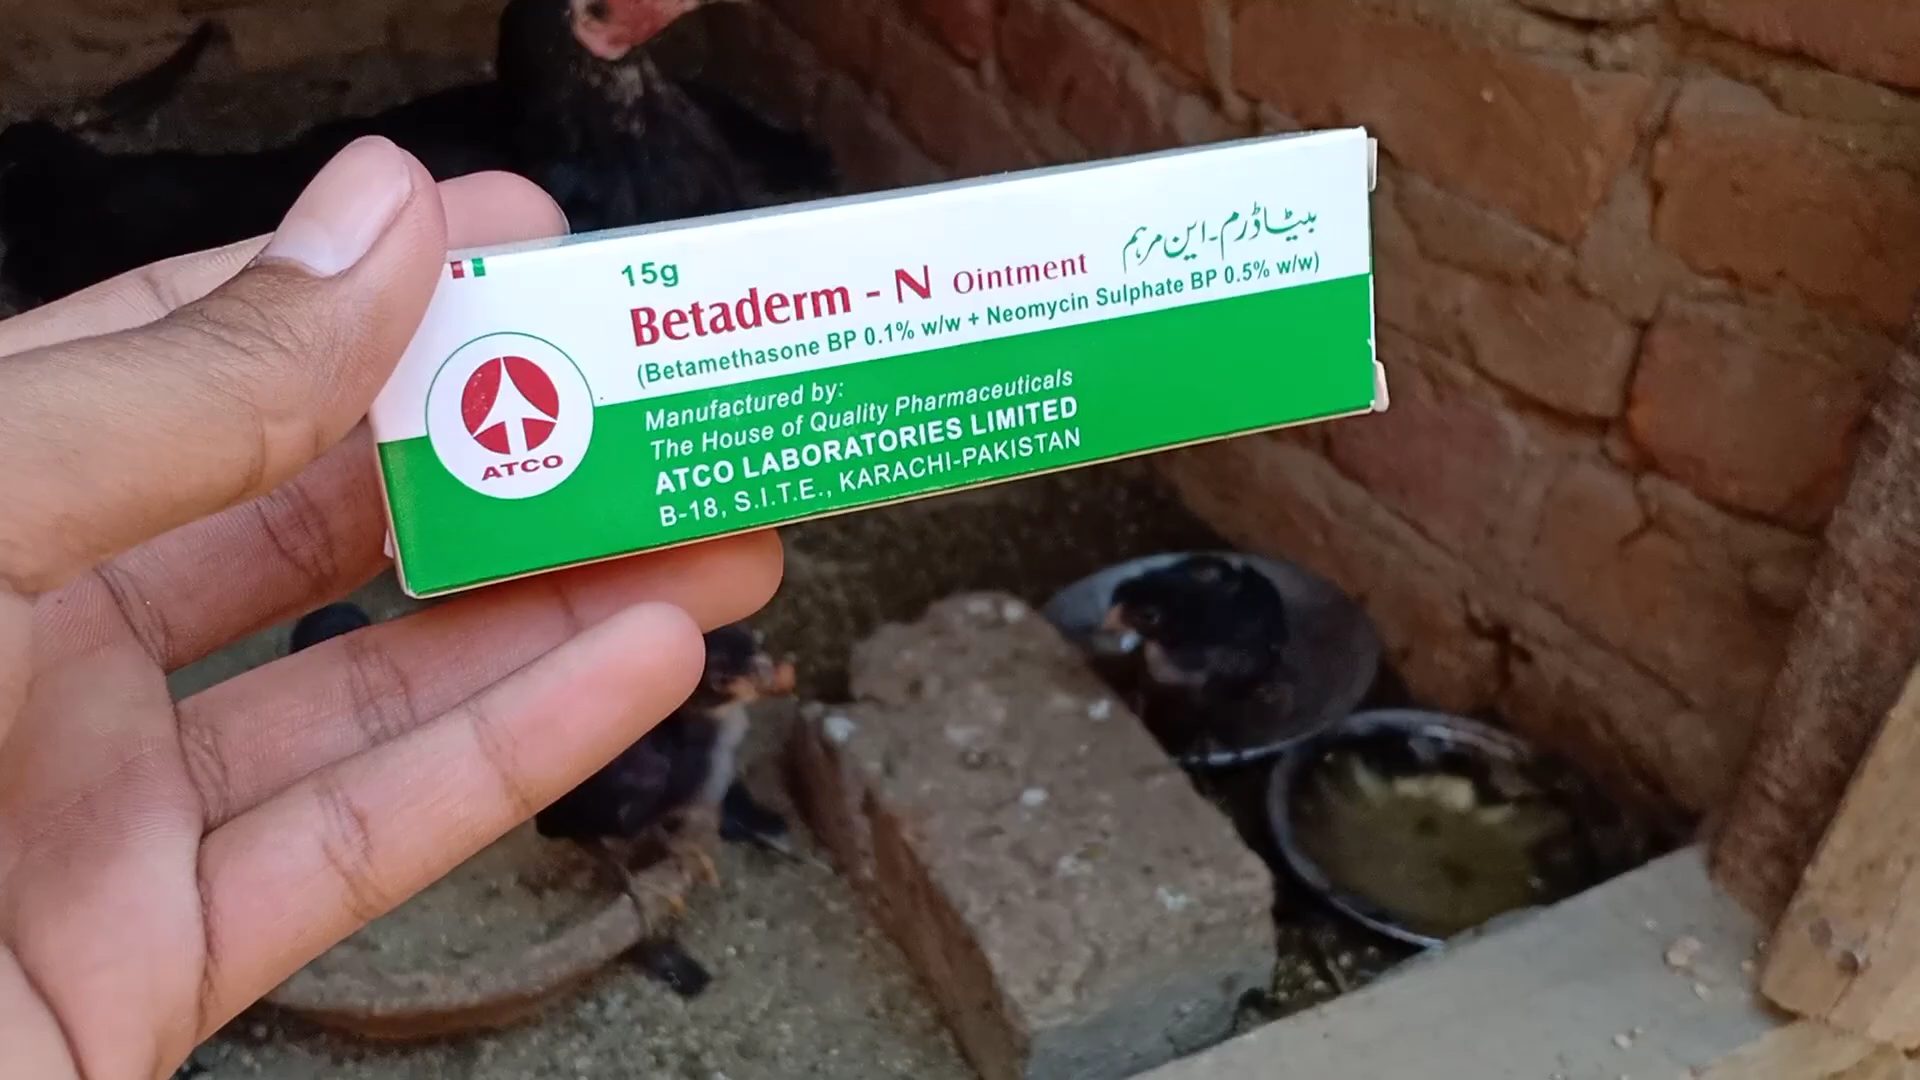 15g
Betaderm - N Ointment
بیٹاڈرم۔این مرہم
(Betamethasone BP 0.1% w/w + Neomycin Sulphate BP 0.5% w/w)
Manufactured by:
The House of Quality Pharmaceuticals
ATCO LABORATORIES LIMITED
B-18, S.I.T.E., KARACHI-PAKISTAN
ATCO